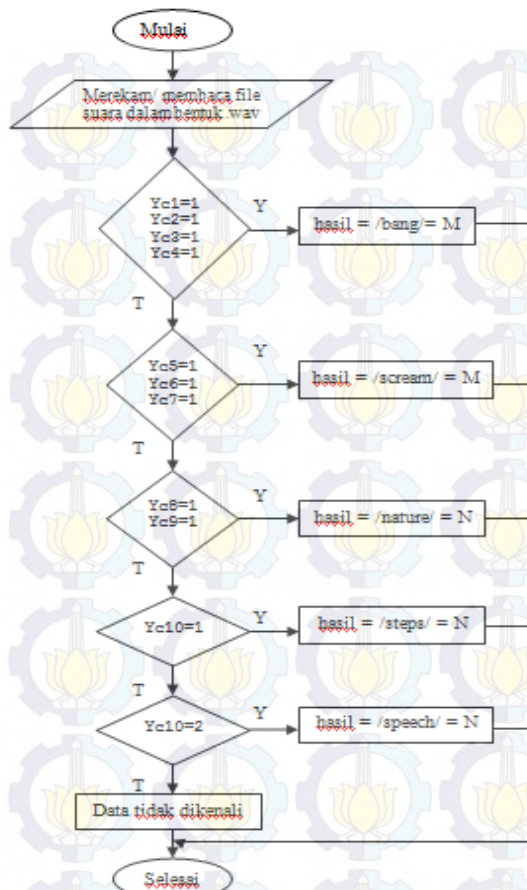 Mulai
Merekam/ membaca file
suara dalam bentuk .wav
Yc1=1
Yc2=1
Yc3=1
Yc4=1
Y
hasil = /bang/= M
T
Yc5=1
Yc6=1
Yc7=1
Y
hasil = /scream/ = M
T
Yc8=1
Yc9=1
Y
hasil = /nature/ = N
T
Yc10=1
Y
hasil = /steps/ = N
T
Yc10=2
Y
hasil = /speech/ = N
T
Data tidak dikenali
Selesai